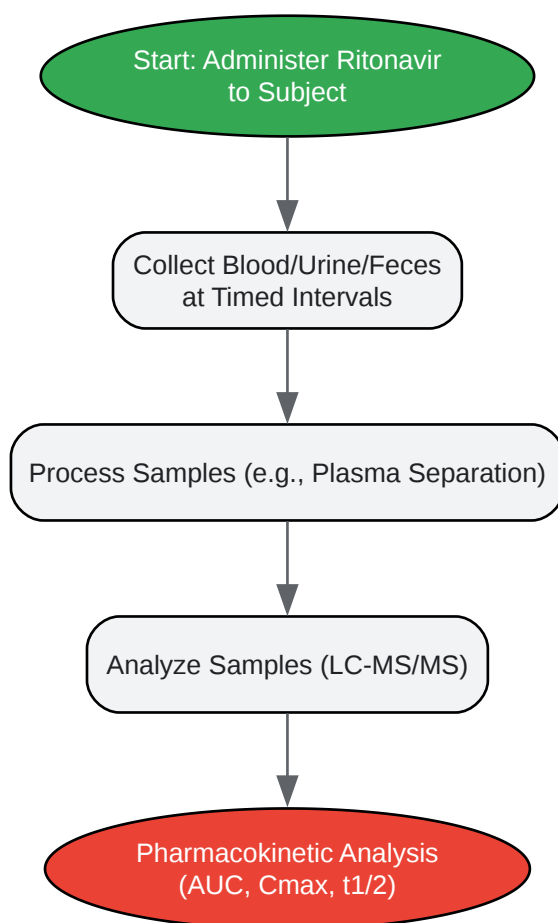 Start: Administer Ritonavir
to Subject
Collect Blood/Urine/Feces
at Timed Intervals
Process Samples (e.g., Plasma Separation)
Analyze Samples (LC-MS/MS)
Pharmacokinetic Analysis
(AUC, Cmax, t1/2)